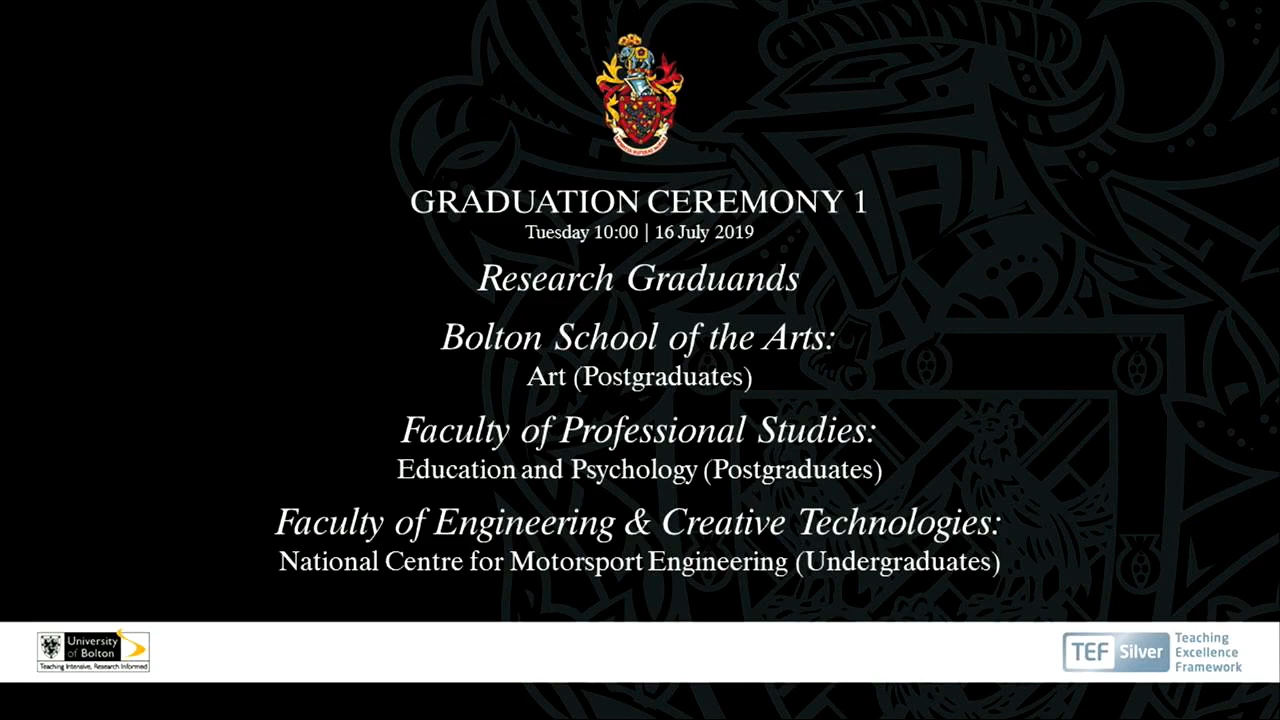 GRADUATION CEREMONY 1
Tuesday 10:00 | 16 July 2019
Research Graduands
Bolton School of the Arts:
Art (Postgraduates)
Faculty of Professional Studies:
Education and Psychology (Postgraduates)
Faculty of Engineering & Creative Technologies:
National Centre for Motorsport Engineering (Undergraduates)
University
of Bolton
Teaching Intensive, Research Informed
TEF Silver
Teaching
Excellence
Framework